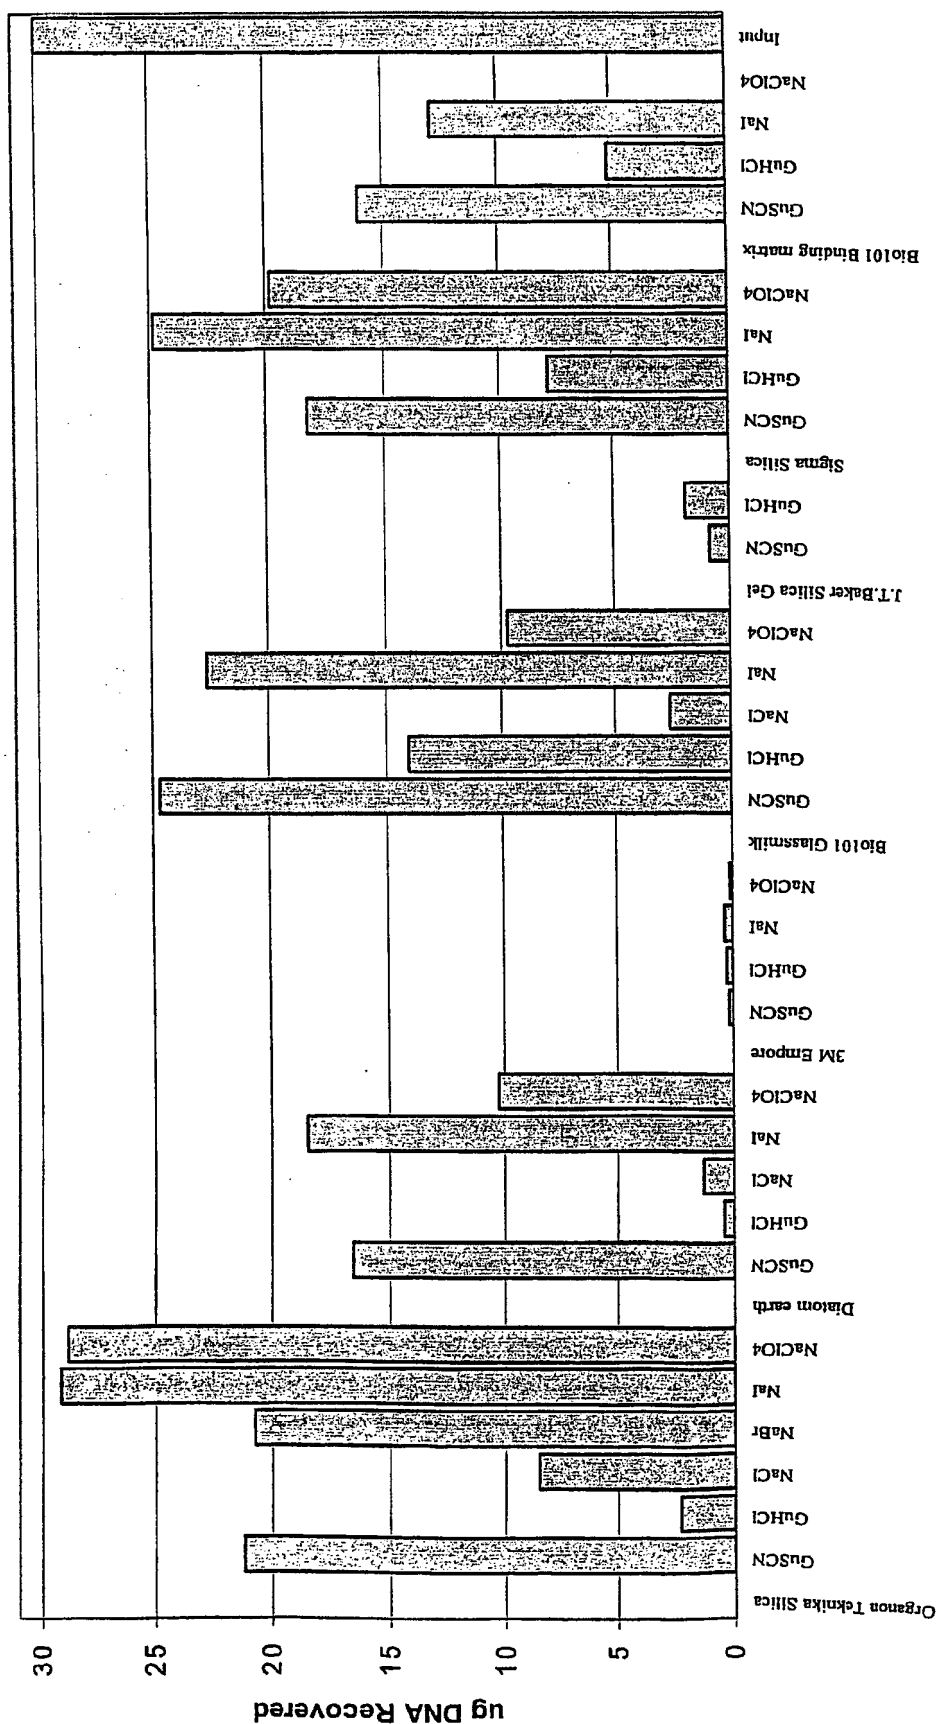 ug DNA Recovered
30
25
20
15
10
5
0
Organon Teknika Silica
GuSCN
GuHCl
NaCl
NaBr
NaI
NaClO4
Diatom earth
GuSCN
GuHCl
NaCl
NaI
NaClO4
3M Empore
GuSCN
GuHCl
NaI
NaClO4
Bio101 Glassmilk
GuSCN
GuHCl
NaCl
NaI
NaClO4
J.T.Baker Silica Gel
GuSCN
GuHCl
Sigma Silica
GuSCN
GuHCl
NaI
NaClO4
Bio101 Binding matrix
GuSCN
GuHCl
NaI
NaClO4
Input